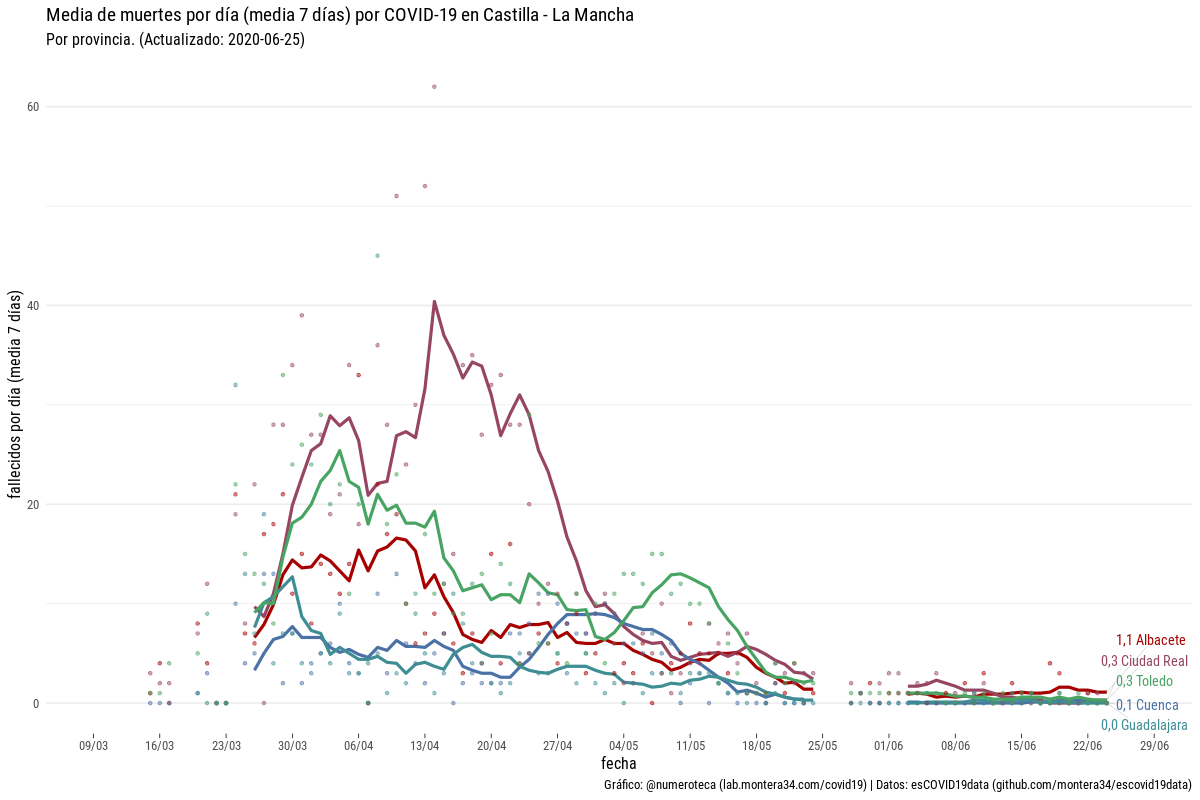 Media de muertes por día (media 7 días) por COVID-19 en Castilla - La Mancha
Por provincia. (Actualizado: 2020-06-25)
fallecidos por día (media 7 días)
60
40
20
0
1,1 Albacete
0,3 Ciudad Real
0,3 Toledo
0,1 Cuenca
0,0 Guadalajara
09/03 16/03 23/03 30/03 06/04 13/04 20/04 27/04 04/05 11/05 18/05 25/05 01/06 08/06 15/06 22/06 29/06
fecha
Gráfico: @numeroteca (lab.montera34.com/covid19) | Datos: esCOVID19data (github.com/montera34/escovid19data)